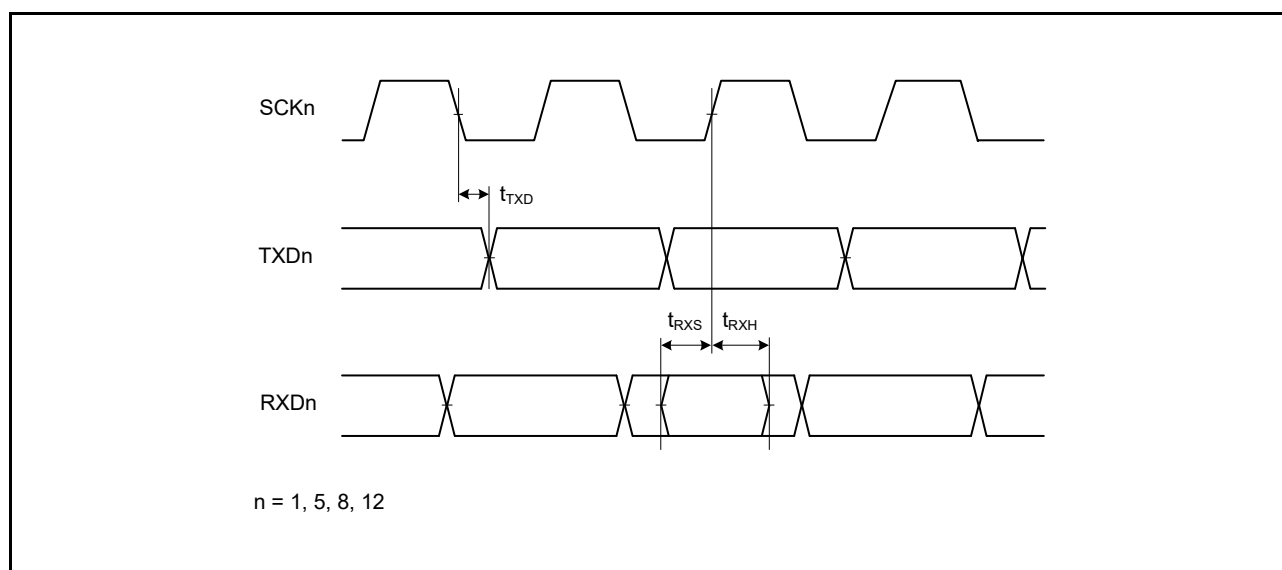 SCKn
tTXD
TXDn
tRXS tRXH
RXDn
n = 1, 5, 8, 12